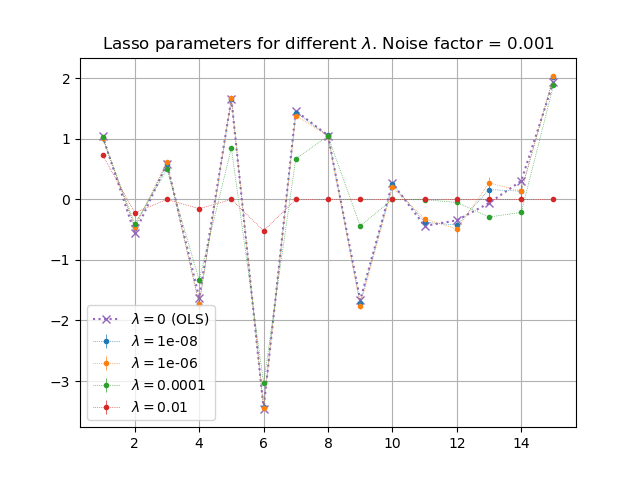 Lasso parameters for different λ. Noise factor = 0.001
2
1
0
−1
−2
−3
λ = 0 (OLS)
λ = 1e-08
λ = 1e-06
λ = 0.0001
λ = 0.01
2 4 6 8 10 12 14